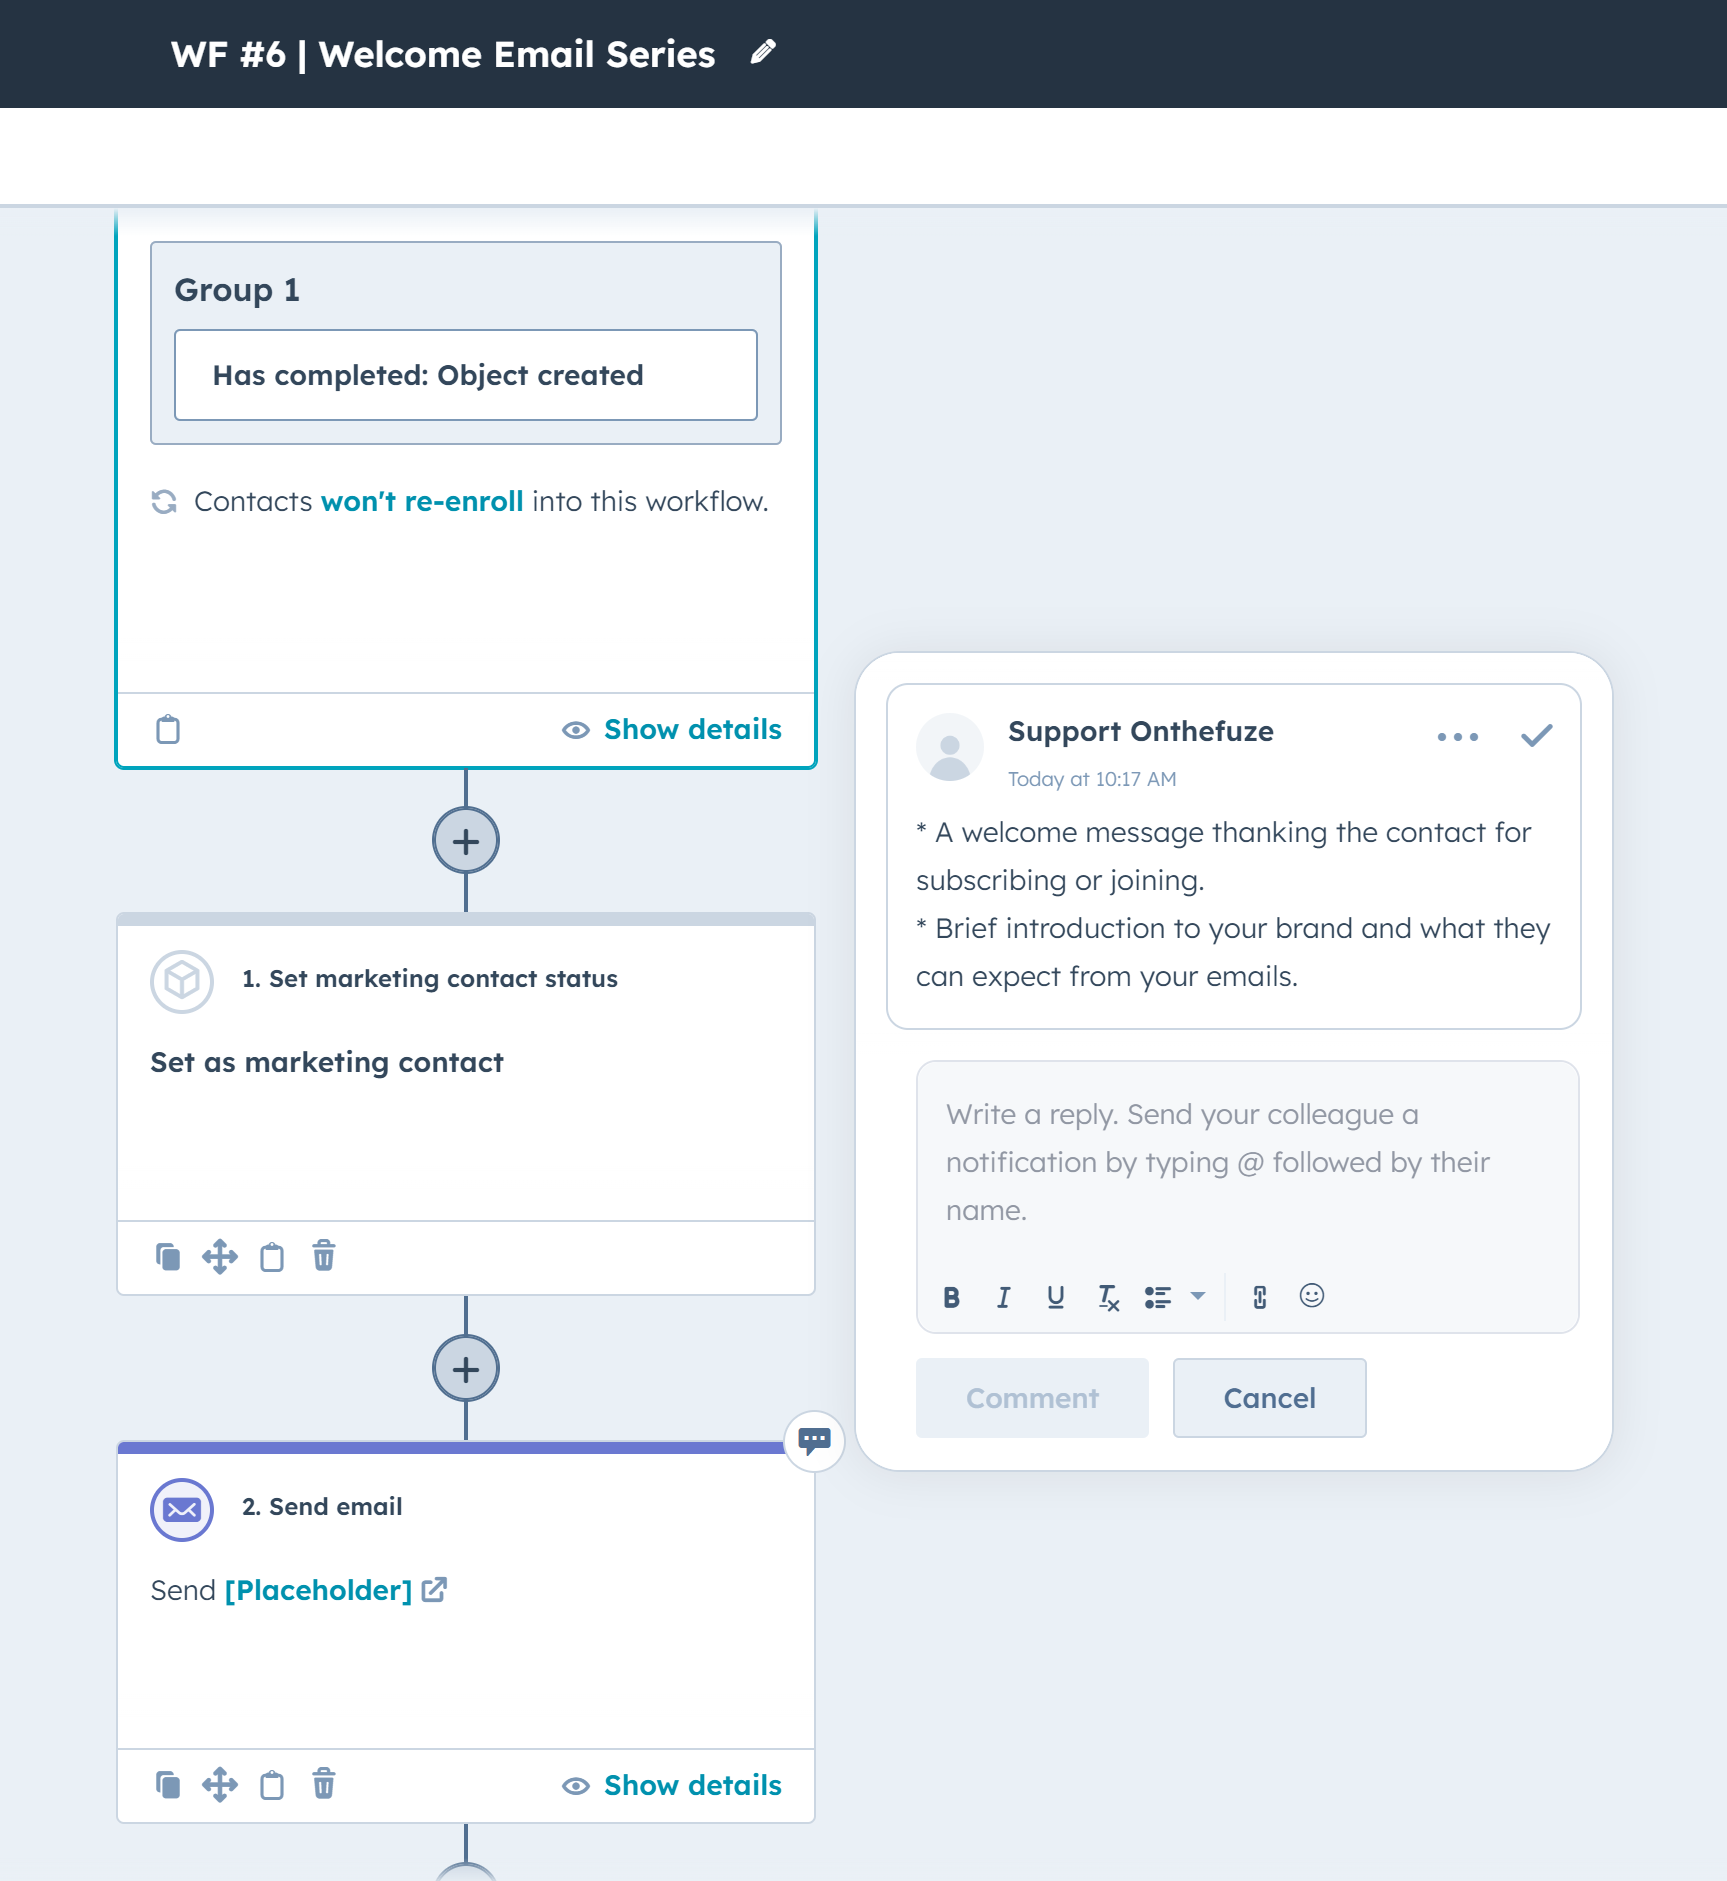 WF #6 | Welcome Email Series
Group 1
Has completed: Object created
Contacts won't re-enroll into this workflow.
Show details
1. Set marketing contact status
Set as marketing contact
2. Send email
Send [Placeholder]
Show details
Support Onthefuze
Today at 10:17 AM
* A welcome message thanking the contact for
subscribing or joining.
* Brief introduction to your brand and what they
can expect from your emails.
Write a reply. Send your colleague a
notification by typing @ followed by their
name.
B I U Tx
Comment
Cancel